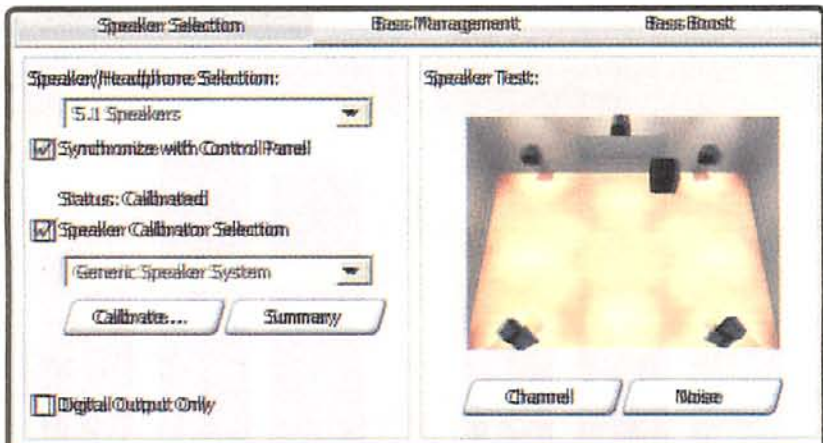 Speaker Selection
Bass Management
Bass Boost
Speaker/Headphone Selection:
5.1 Speakers
Synchronize with Control Panel
Status: Calibrated
Speaker Calibrator Selection
Generic Speaker System
Calibrate...
Summary
Digital Output Only
Speaker Test:
Channel
Noise